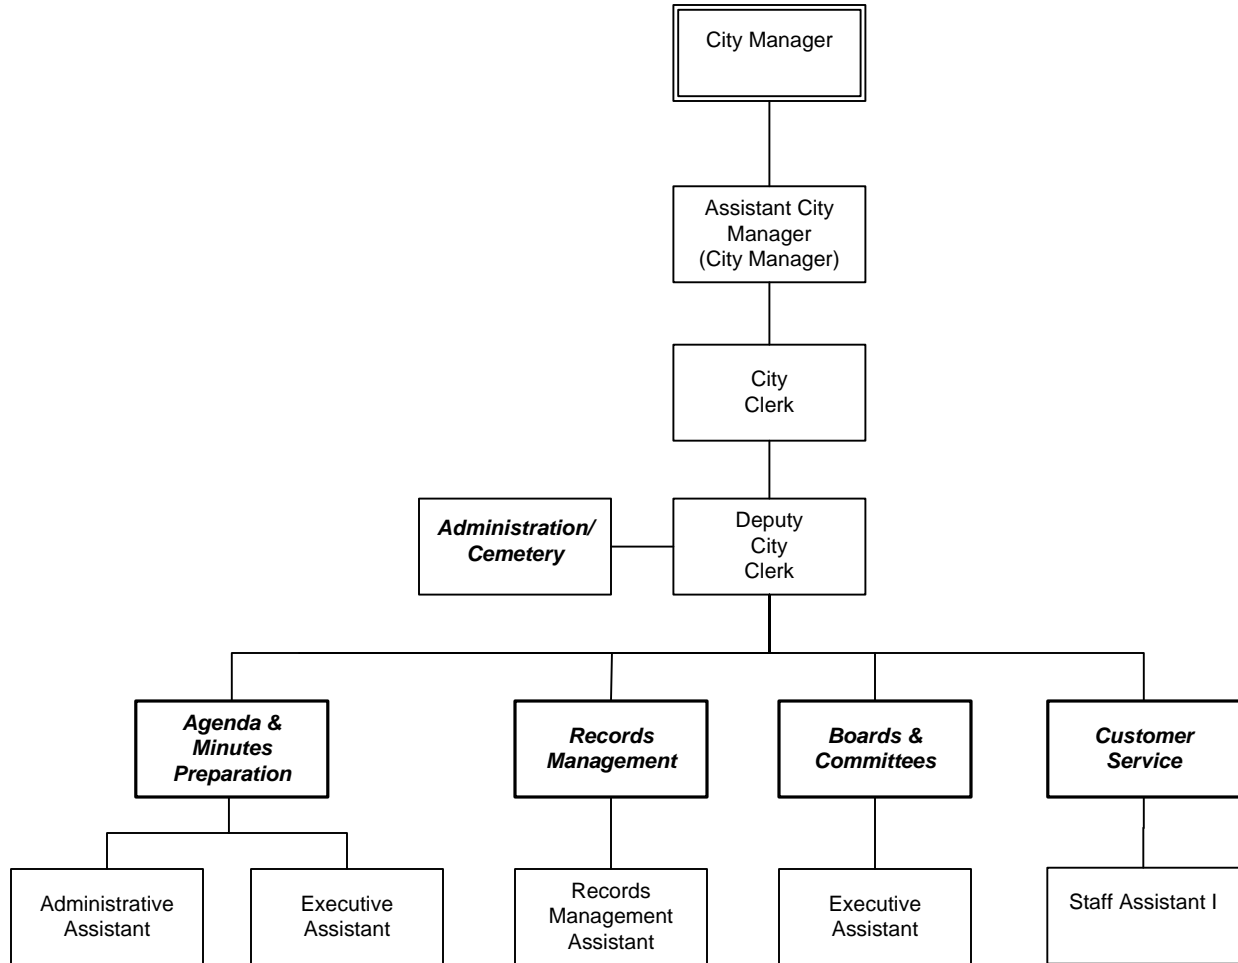 City Manager
Assistant City
Manager
(City Manager)
City
Clerk
Administration/
Cemetery
Deputy
City
Clerk
Agenda &
Minutes
Preparation
Records
Management
Boards &
Committees
Customer
Service
Administrative
Assistant
Executive
Assistant
Records
Management
Assistant
Executive
Assistant
Staff Assistant I